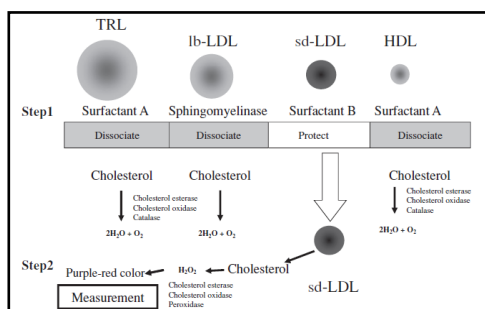 TRL
lb-LDL
sd-LDL
HDL
Surfactant A
Sphingomyelinase
Surfactant B
Surfactant A
Step1
Dissociate
Dissociate
Protect
Dissociate
Cholesterol
Cholesterol
Cholesterol
Cholesterol esterase
Cholesterol oxidase
Catalase
Cholesterol esterase
Cholesterol oxidase
Catalase
2H₂O + O₂
2H₂O + O₂
2H₂O + O₂
Step2
Purple-red color
H₂O₂
Cholesterol
sd-LDL
Cholesterol esterase
Cholesterol oxidase
Peroxidase
Measurement